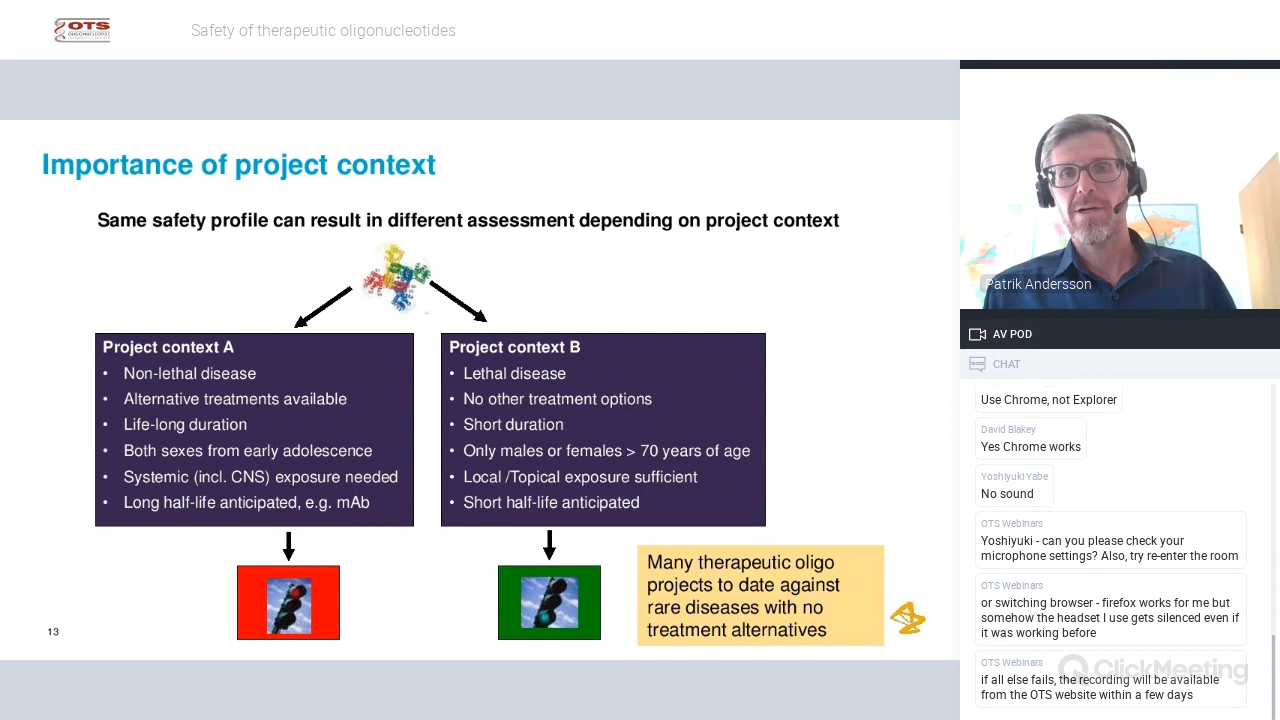 OTS
OLIGONUCLEOTIDE
Safety of therapeutic oligonucleotides
Importance of project context
Same safety profile can result in different assessment depending on project context
Project context A
• Non-lethal disease
• Alternative treatments available
• Life-long duration
• Both sexes from early adolescence
• Systemic (incl. CNS) exposure needed
• Long half-life anticipated, e.g. mAb
Project context B
• Lethal disease
• No other treatment options
• Short duration
• Only males or females > 70 years of age
• Local /Topical exposure sufficient
• Short half-life anticipated
Many therapeutic oligo
projects to date against
rare diseases with no
treatment alternatives
13
Patrik Andersson
AV POD
CHAT
Use Chrome, not Explorer
David Blakey
Yes Chrome works
Yoshiyuki Yabe
No sound
OTS Webinars
Yoshiyuki - can you please check your
microphone settings? Also, try re-enter the room
OTS Webinars
or switching browser - firefox works for me but
somehow the headset I use gets silenced even if
it was working before
OTS Webinars
if all else fails, the recording will be available
from the OTS website within a few days
ClickMeeting